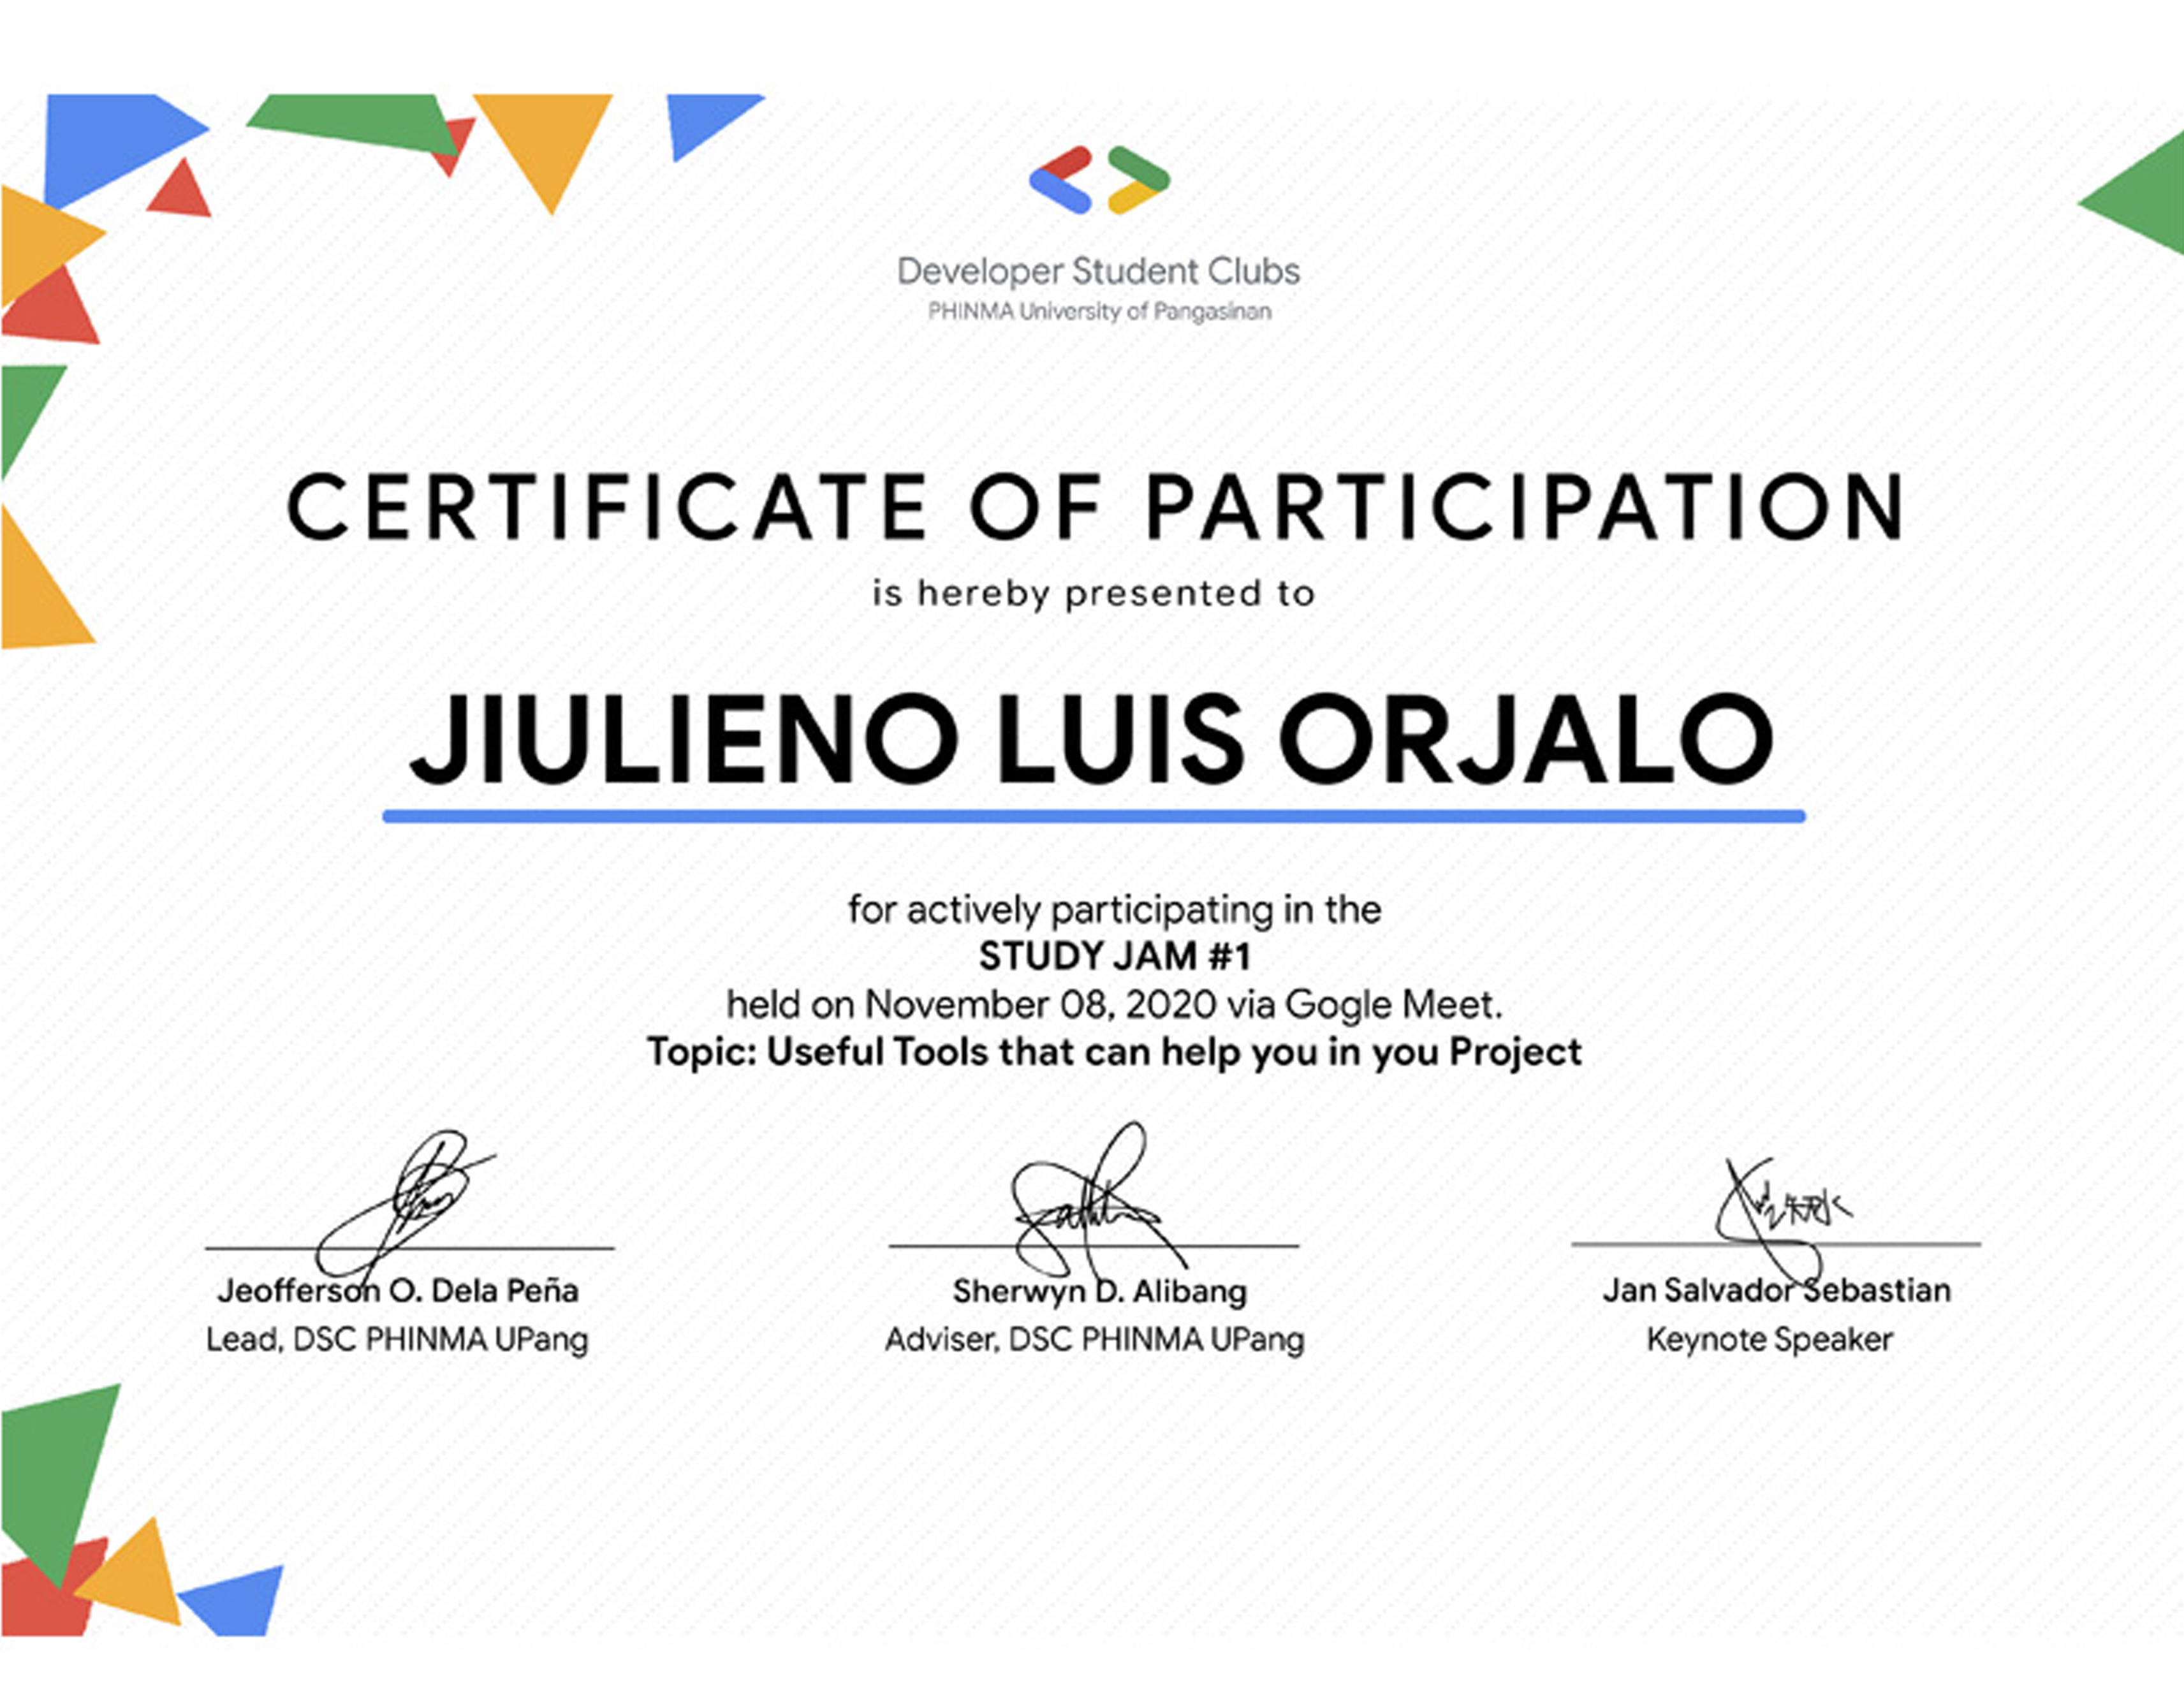 Developer Student Clubs
PHINMA University of Pangasinan
CERTIFICATE OF PARTICIPATION
is hereby presented to
JIULIENO LUIS ORJALO
for actively participating in the
STUDY JAM #1
held on November 08, 2020 via Gogle Meet.
Topic: Useful Tools that can help you in you Project
Jeofferson O. Dela Peña
Lead, DSC PHINMA UPang
Sherwyn D. Alibang
Adviser, DSC PHINMA UPang
Jan Salvador Sebastian
Keynote Speaker